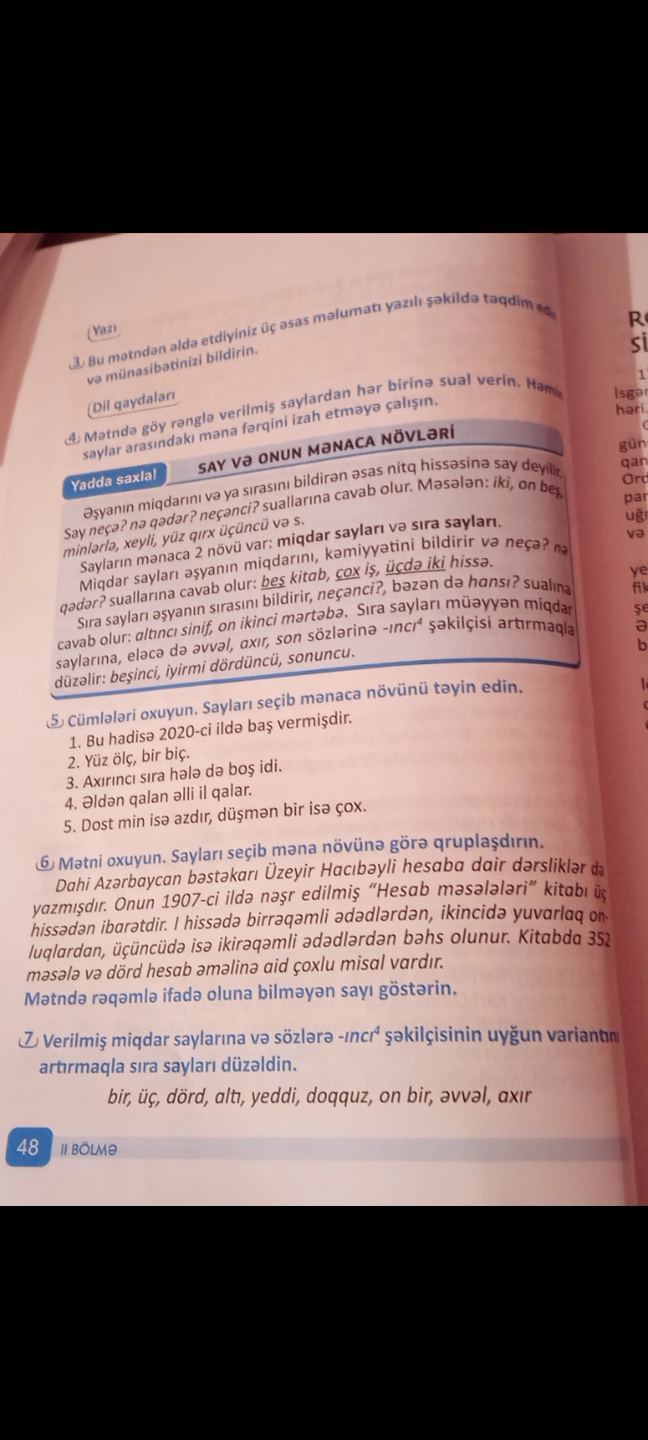 Yazı
3 Bu mətndən əldə etdiyiniz üç əsas məlumatı yazılı şəkildə təqdim edin
və münasibətinizi bildirin.
Dil qaydaları
4 Mətndə göy rənglə verilmiş saylardan hər birinə sual verin. Həmin
saylar arasındakı məna fərqini izah etməyə çalışın.
Yadda saxla! SAY VƏ ONUN MƏNACA NÖVLƏRİ
Əşyanın miqdarını və ya sırasını bildirən əsas nitq hissəsinə say deyilir.
Say neçə? nə qədər? neçənci? suallarına cavab olur. Məsələn: iki, on beş,
minlərlə, xeyli, yüz qırx üçüncü və s.
Sayların mənaca 2 növü var: miqdar sayları və sıra sayları.
Miqdar sayları əşyanın miqdarını, kəmiyyətini bildirir və neçə? nə
qədər? suallarına cavab olur: beş kitab, çox iş, üçdə iki hissə.
Sıra sayları əşyanın sırasını bildirir, neçənci?, bəzən də hansı? sualına
cavab olur: altıncı sinif, on ikinci mərtəbə. Sıra sayları müəyyən miqdar
saylarına, eləcə də əvvəl, axır, son sözlərinə -ıncı⁴ şəkilçisi artırmaqla
düzəlir: beşinci, iyirmi dördüncü, sonuncu.
5 Cümlələri oxuyun. Sayları seçib mənaca növünü təyin edin.
1. Bu hadisə 2020-ci ildə baş vermişdir.
2. Yüz ölç, bir biç.
3. Axırıncı sıra hələ də boş idi.
4. Əldən qalan əlli il qalar.
5. Dost min isə azdır, düşmən bir isə çox.
6 Mətni oxuyun. Sayları seçib məna növünə görə qruplaşdırın.
Dahi Azərbaycan bəstəkarı Üzeyir Hacıbəyli hesaba dair dərsliklər də
yazmışdır. Onun 1907-ci ildə nəşr edilmiş “Hesab məsələləri” kitabı üç
hissədən ibarətdir. I hissədə birrəqəmli ədədlərdən, ikincidə yuvarlaq on-
luqlardan, üçüncüdə isə ikirəqəmli ədədlərdən bəhs olunur. Kitabda 352
məsələ və dörd hesab əməlinə aid çoxlu misal vardır.
Mətndə rəqəmlə ifadə oluna bilməyən sayı göstərin.
7 Verilmiş miqdar saylarına və sözlərə -ıncı⁴ şəkilçisinin uyğun variantını
artırmaqla sıra sayları düzəldin.
bir, üç, dörd, altı, yeddi, doqquz, on bir, əvvəl, axır
48 II BÖLMƏ